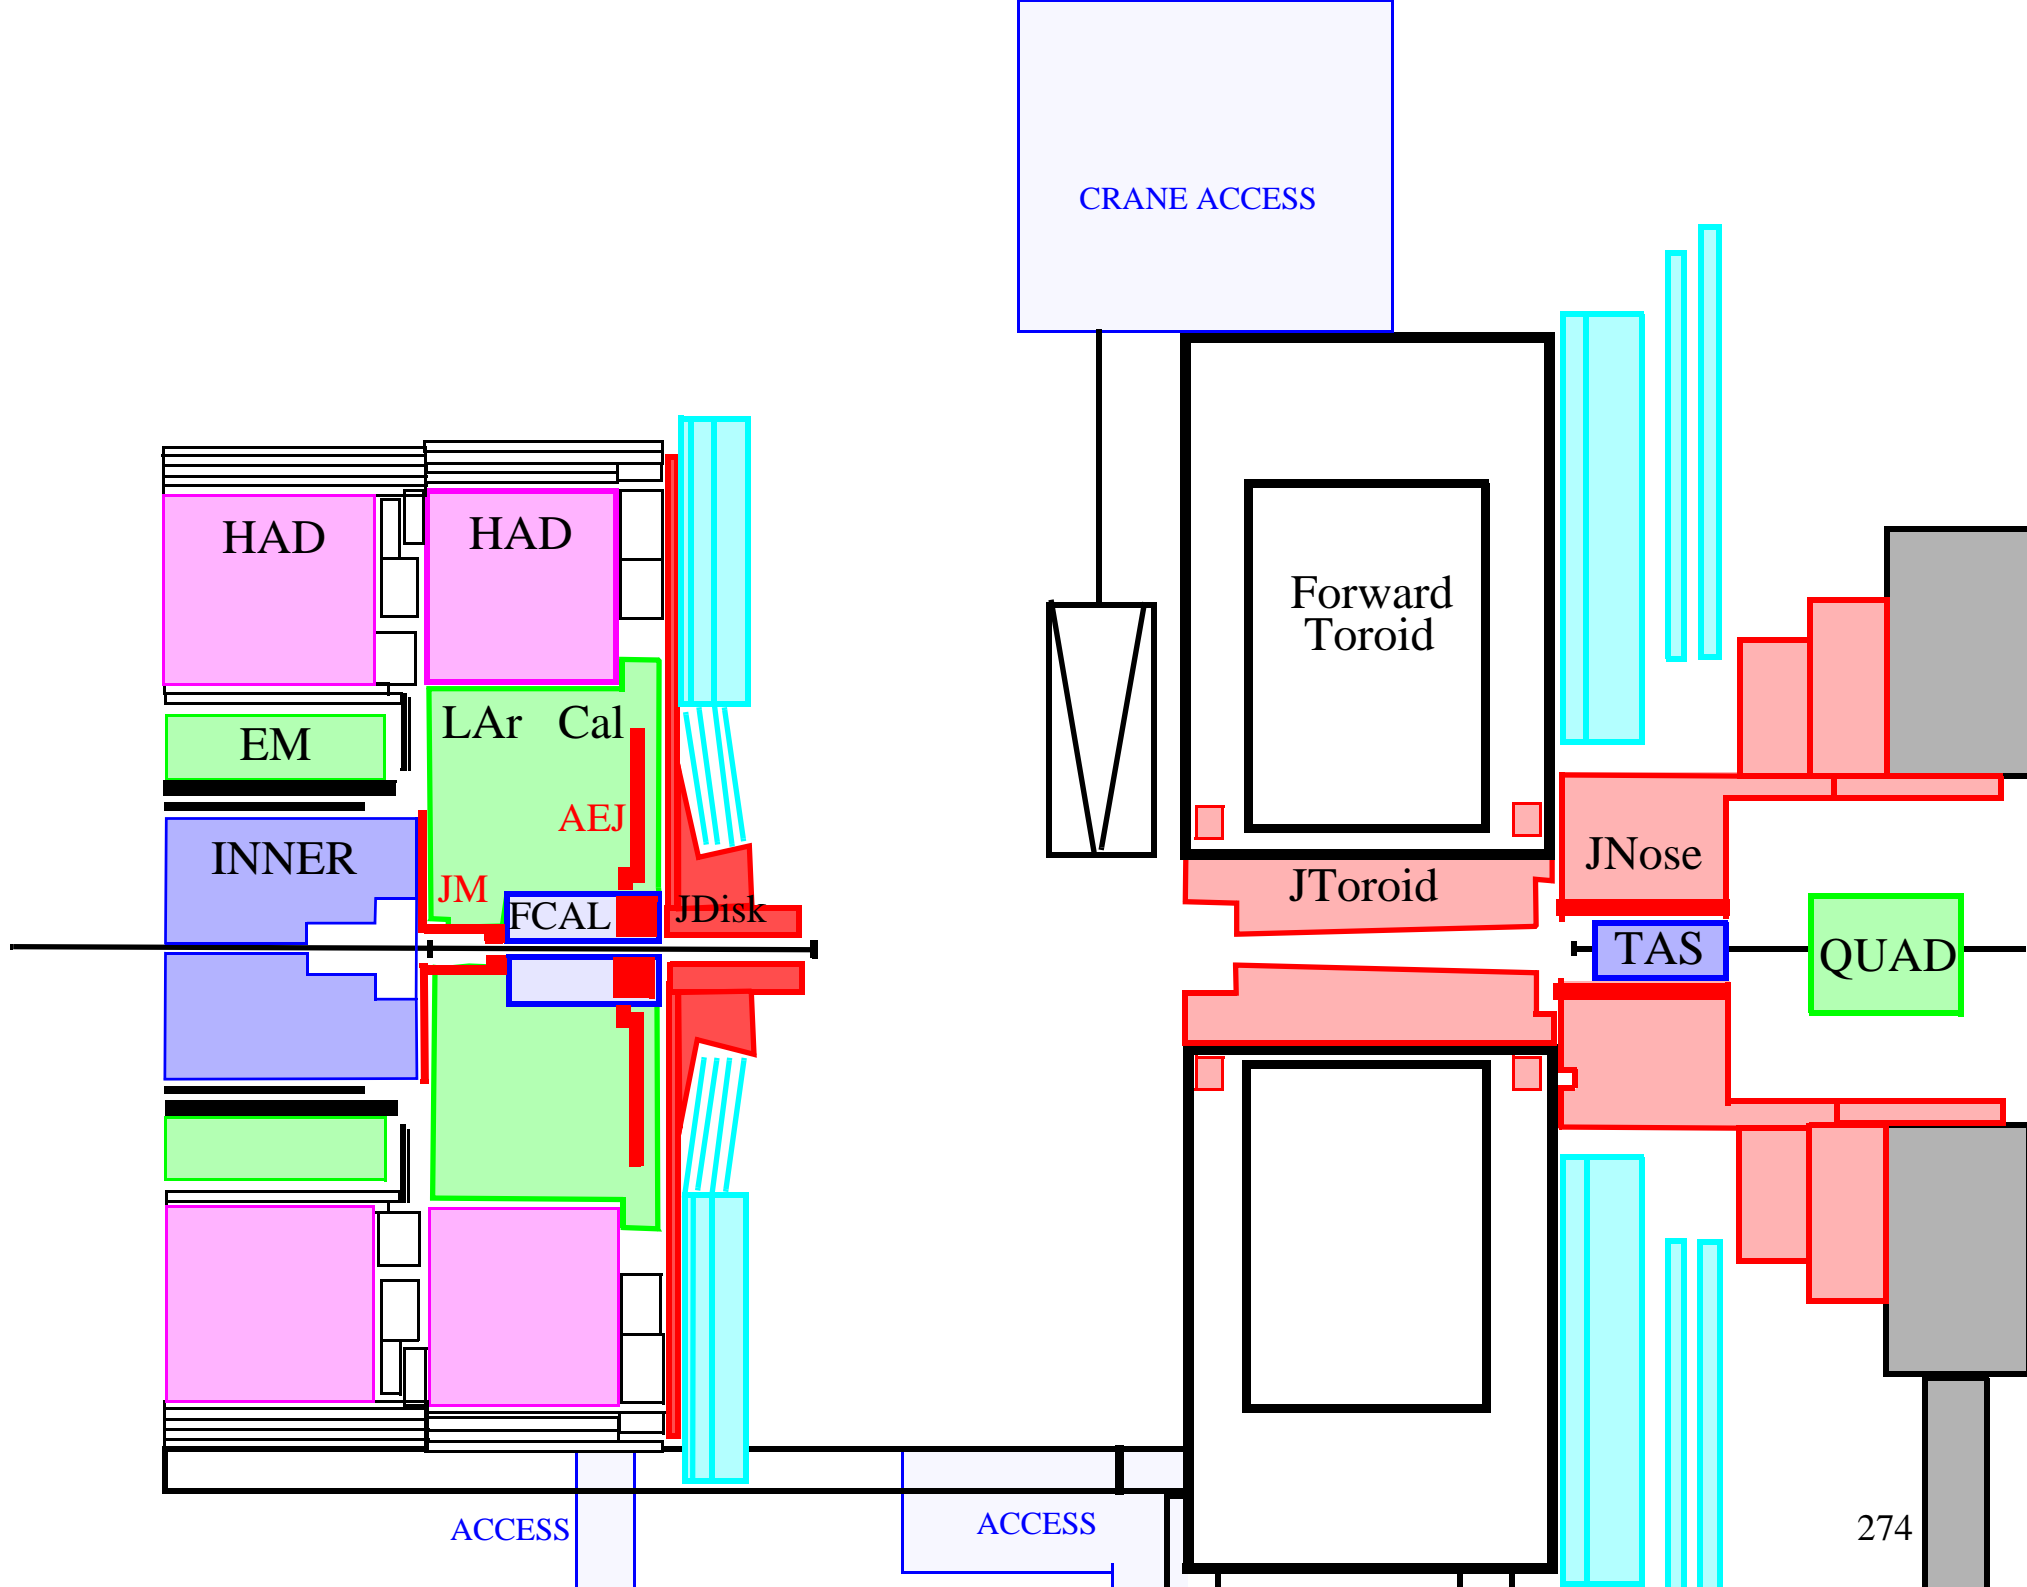 CRANE ACCESS
HAD
HAD
Forward
Toroid
LAr Cal
EM
AEJ
INNER
JM
FCAL
JDisk
JToroid
JNose
TAS
QUAD
ACCESS
ACCESS
274